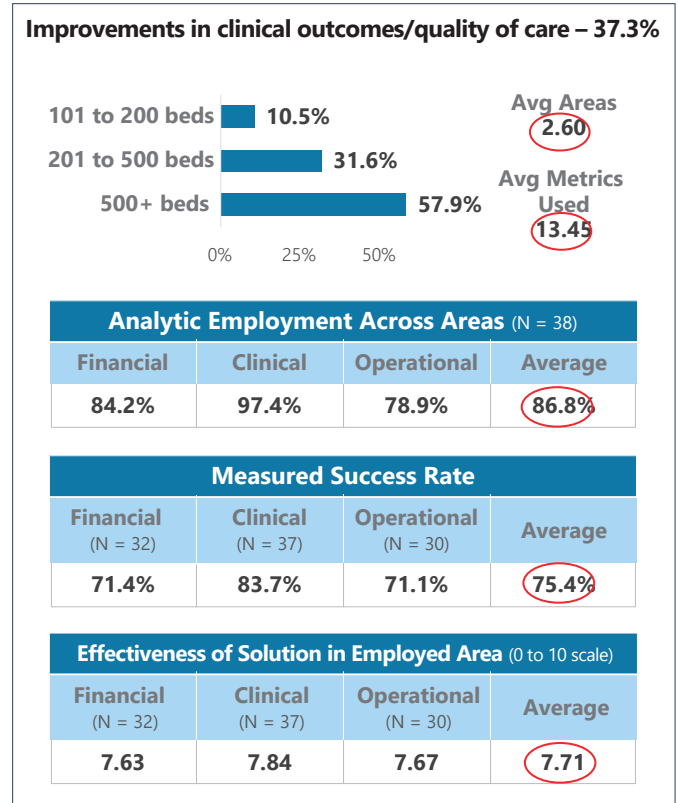 Improvements in clinical outcomes/quality of care – 37.3%
101 to 200 beds 10.5%
201 to 500 beds 31.6%
500+ beds 57.9%
0% 25% 50%
Avg Areas
2.60
Avg Metrics
Used
13.45
Analytic Employment Across Areas (N = 38)
Financial Clinical Operational Average
84.2% 97.4% 78.9% 86.8%
Measured Success Rate
Financial Clinical Operational Average
(N = 32) (N = 37) (N = 30)
71.4% 83.7% 71.1% 75.4%
Effectiveness of Solution in Employed Area (0 to 10 scale)
Financial Clinical Operational Average
(N = 32) (N = 37) (N = 30)
7.63 7.84 7.67 7.71